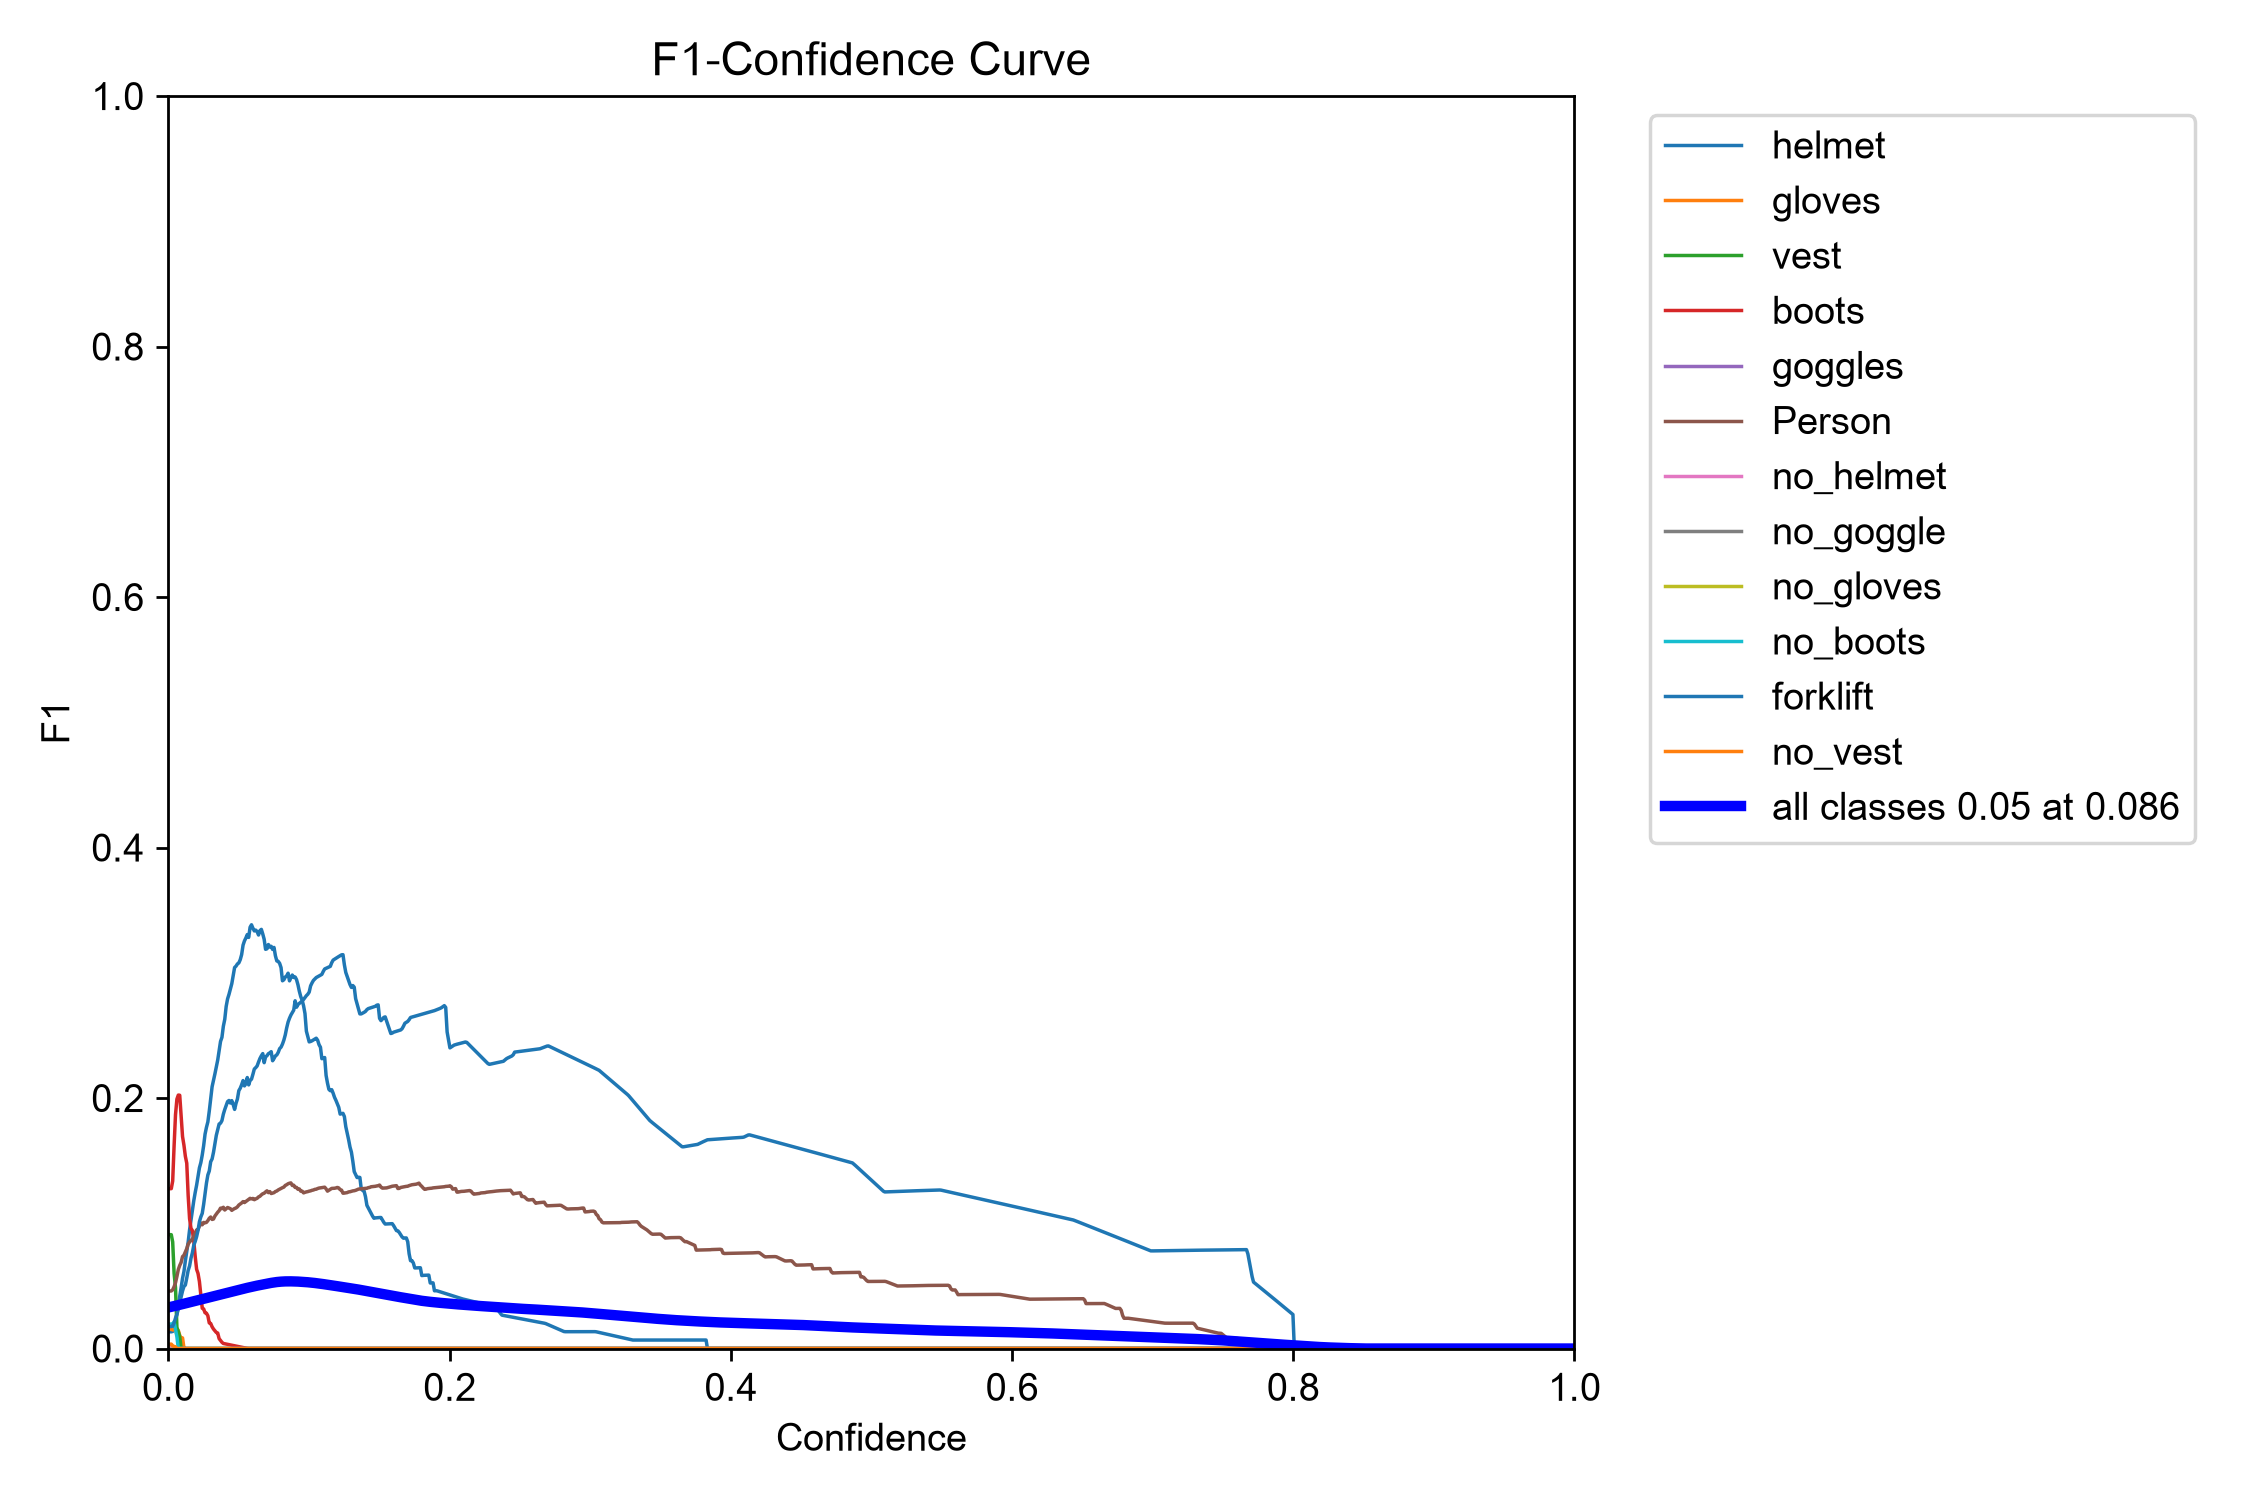 F1-Confidence Curve
1.0
0.8
0.6
0.4
0.2
0.0
F1
0.0 0.2 0.4 0.6 0.8 1.0
Confidence
helmet
gloves
vest
boots
goggles
Person
no_helmet
no_goggle
no_gloves
no_boots
forklift
no_vest
all classes 0.05 at 0.086